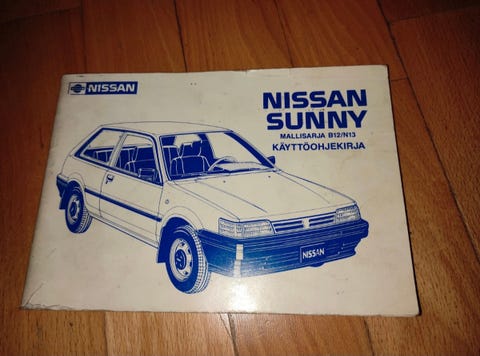 NISSAN
NISSAN
SUNNY
MALLISARJA B12/N13
KÄYTTÖOHJEKIRJA
NISSAN